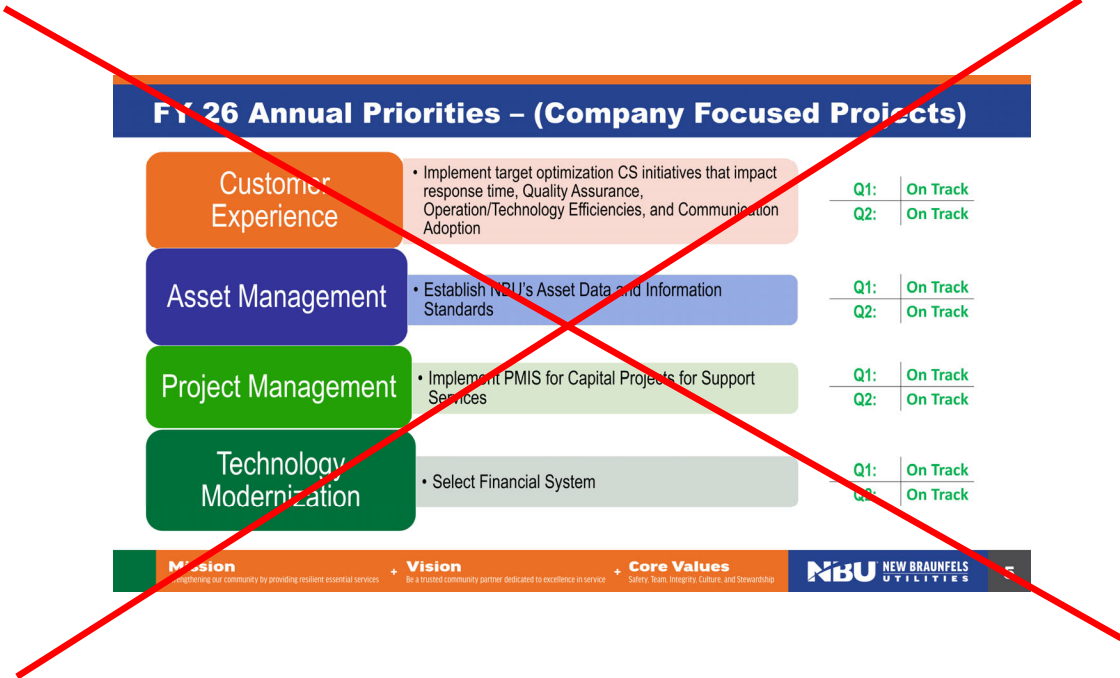 FY 26 Annual Priorities – (Company Focused Projects)
Customer
Experience
• Implement target optimization CS initiatives that impact
response time, Quality Assurance,
Operation/Technology Efficiencies, and Communication
Adoption
Q1: On Track
Q2: On Track
Asset Management
• Establish NBU's Asset Data and Information
Standards
Q1: On Track
Q2: On Track
Project Management
• Implement PMIS for Capital Projects for Support
Services
Q1: On Track
Q2: On Track
Technology
Modernization
• Select Financial System
Q1: On Track
Q2: On Track
Mission
Strengthening our community by providing resilient essential services
+ Vision
Be a trusted community partner dedicated to excellence in service
+ Core Values
Safety, Team, Integrity, Culture, and Stewardship
NBU NEW BRAUNFELS
UTILITIES
5